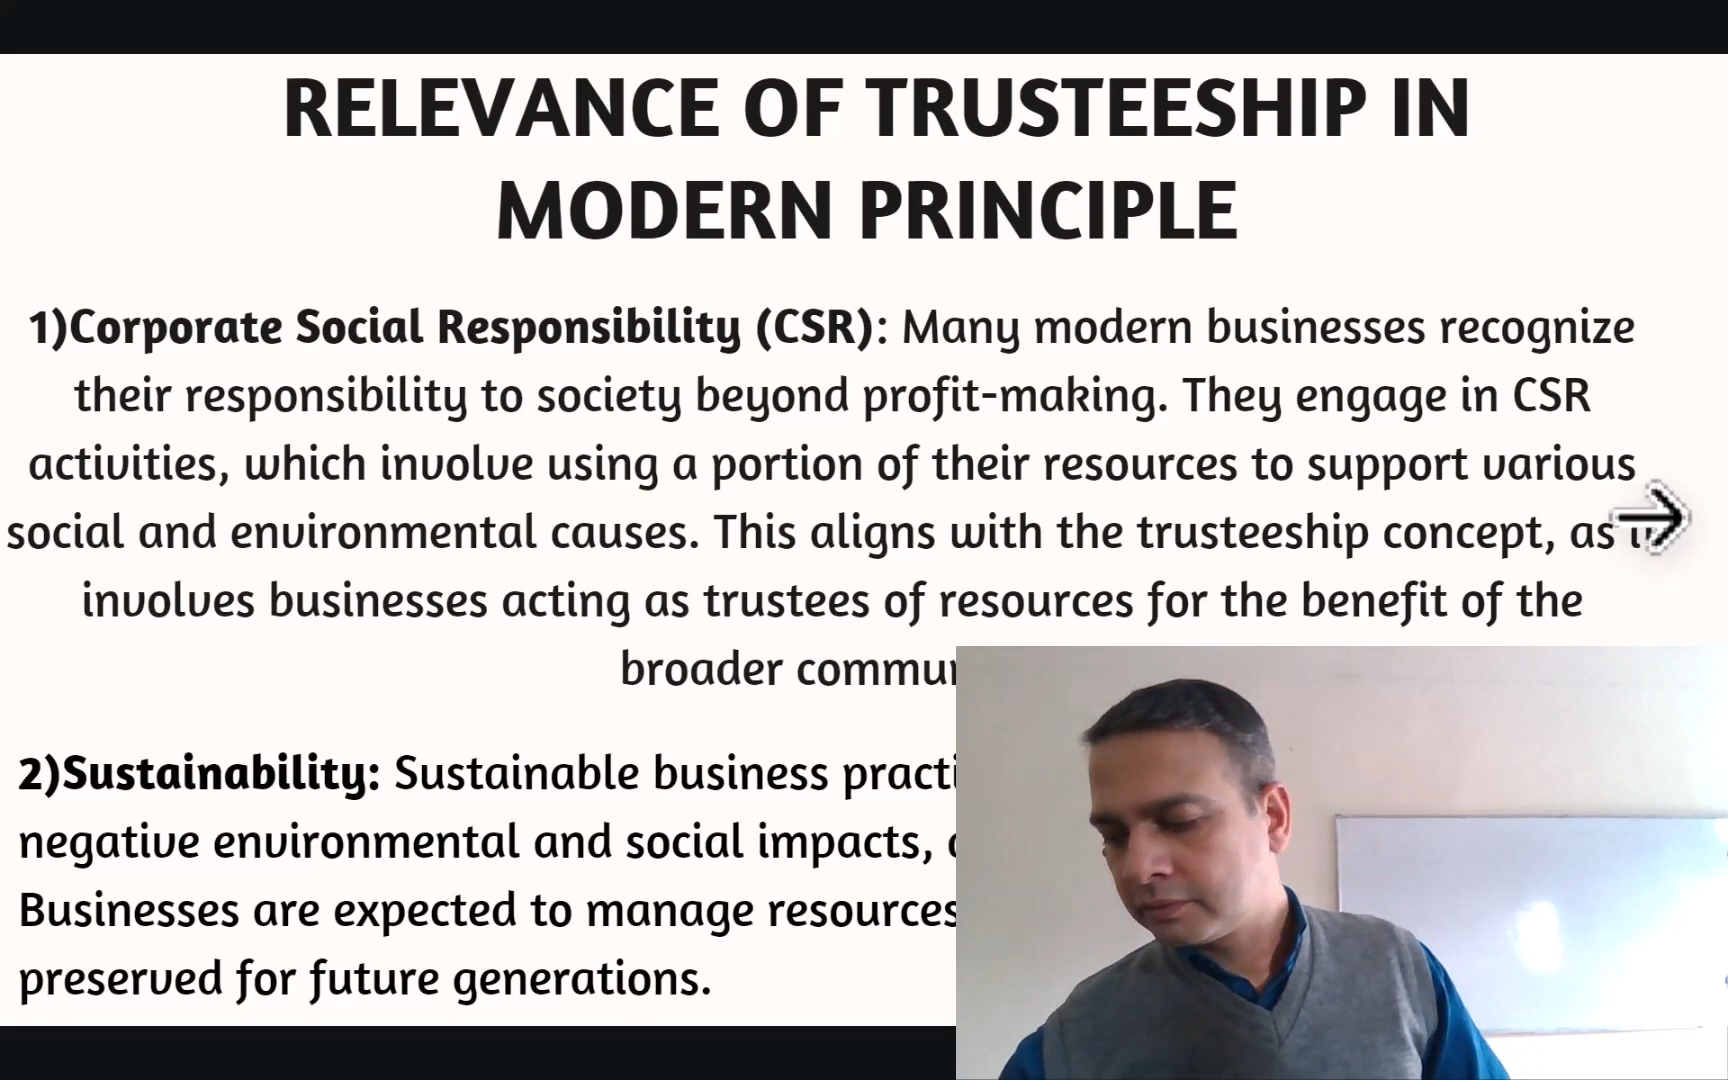 RELEVANCE OF TRUSTEESHIP IN
MODERN PRINCIPLE
1)Corporate Social Responsibility (CSR): Many modern businesses recognize
their responsibility to society beyond profit-making. They engage in CSR
activities, which involve using a portion of their resources to support various
social and environmental causes. This aligns with the trusteeship concept, as
involves businesses acting as trustees of resources for the benefit of the
broader
2)Sustainability: Sustainable business
negative environmental and social impacts,
Businesses are expected to manage resources
preserved for future generations.